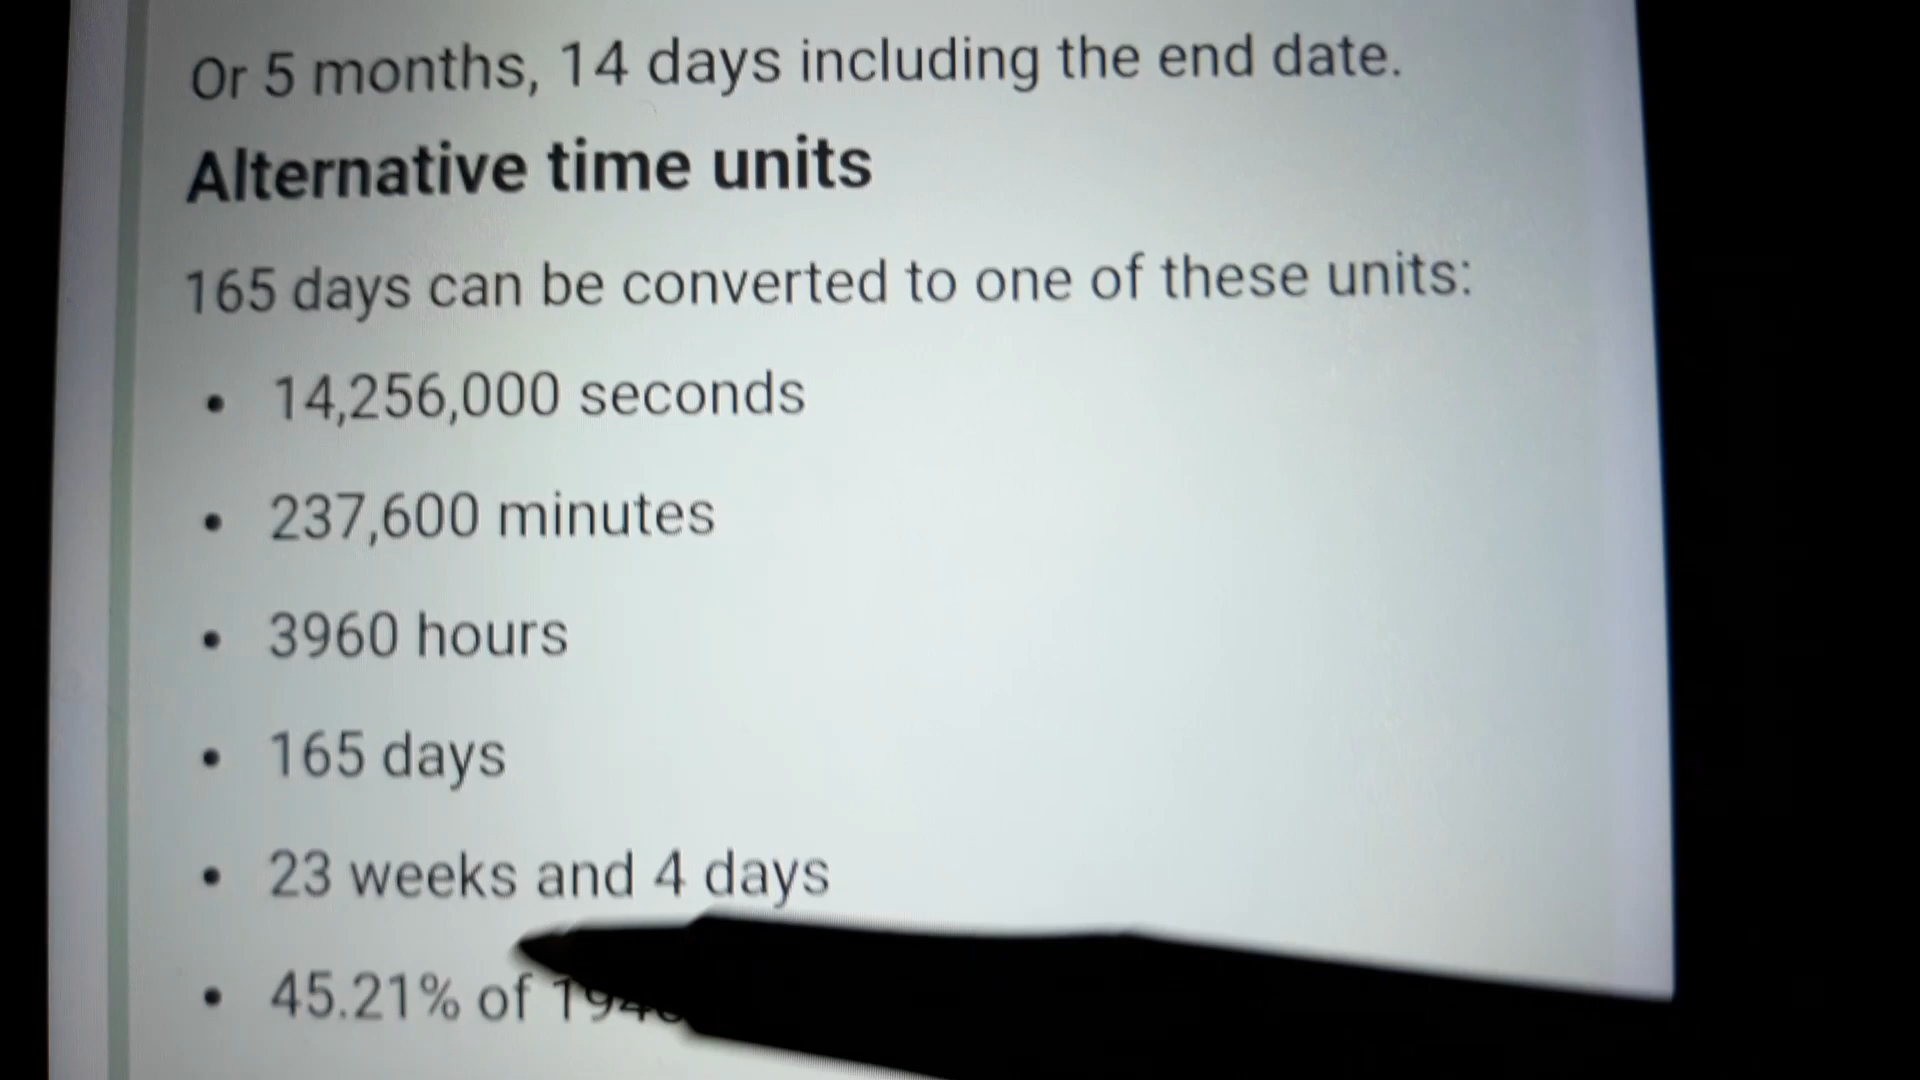 Or 5 months, 14 days including the end date.
Alternative time units
165 days can be converted to one of these units:
• 14,256,000 seconds
• 237,600 minutes
• 3960 hours
• 165 days
• 23 weeks and 4 days
• 45.21% of